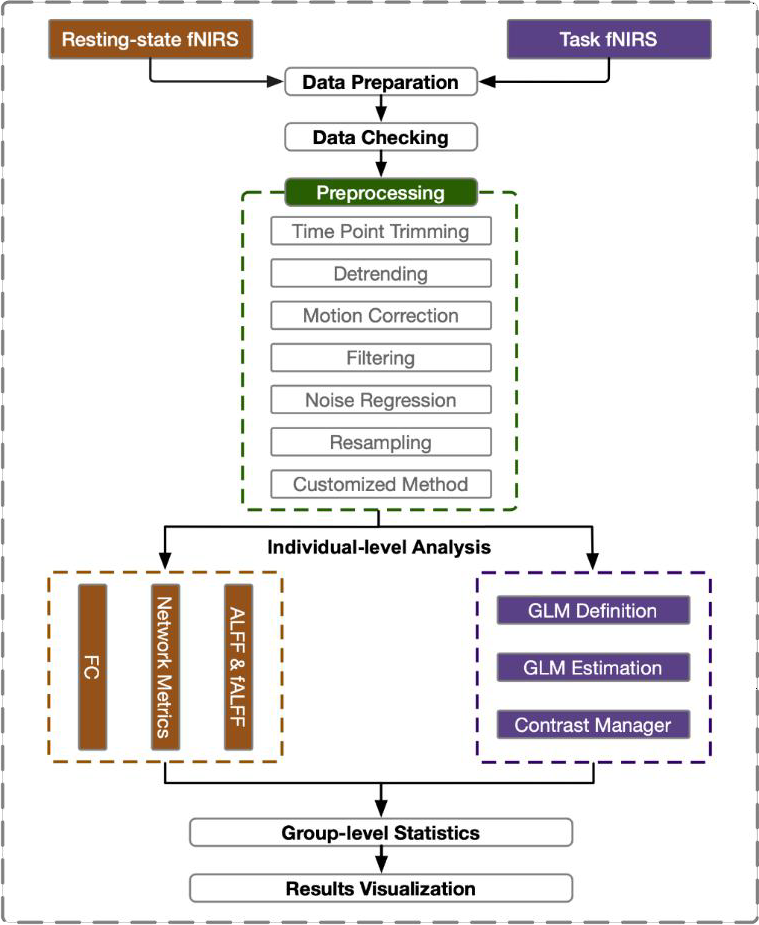 Resting-state fNIRS
Task fNIRS
Data Preparation
Data Checking
Preprocessing
Time Point Trimming
Detrending
Motion Correction
Filtering
Noise Regression
Resampling
Customized Method
Individual-level Analysis
FC
Network Metrics
ALFF & fALFF
GLM Definition
GLM Estimation
Contrast Manager
Group-level Statistics
Results Visualization